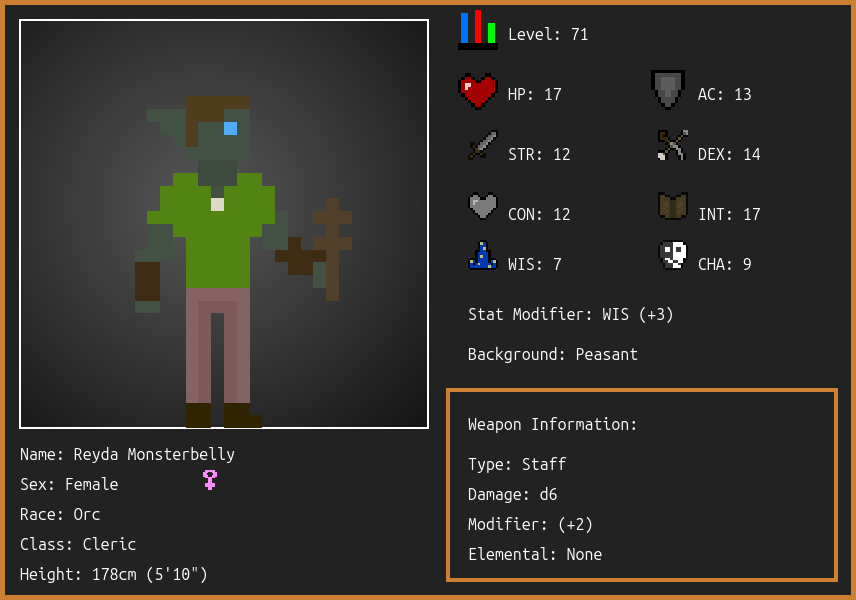 Level: 71
HP: 17
AC: 13
STR: 12
DEX: 14
CON: 12
INT: 17
WIS: 7
CHA: 9
Stat Modifier: WIS (+3)
Background: Peasant
Weapon Information:
Type: Staff
Damage: d6
Modifier: (+2)
Elemental: None
Name: Reyda Monsterbelly
Sex: Female
Race: Orc
Class: Cleric
Height: 178cm (5'10")